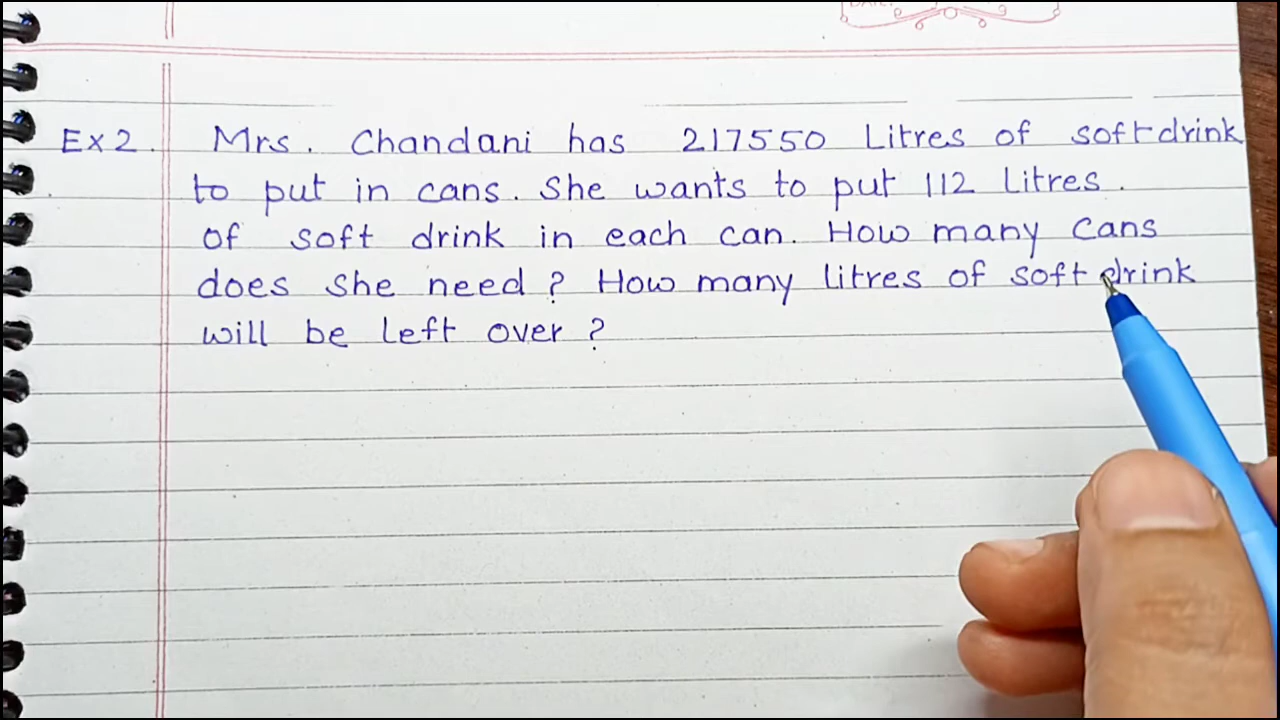 Ex 2. Mrs. Chandani has 217550 Litres of soft drink
to put in cans. She wants to put 112 litres.
of soft drink in each can. How many cans
does she need ? How many litres of soft drink
will be left over ?